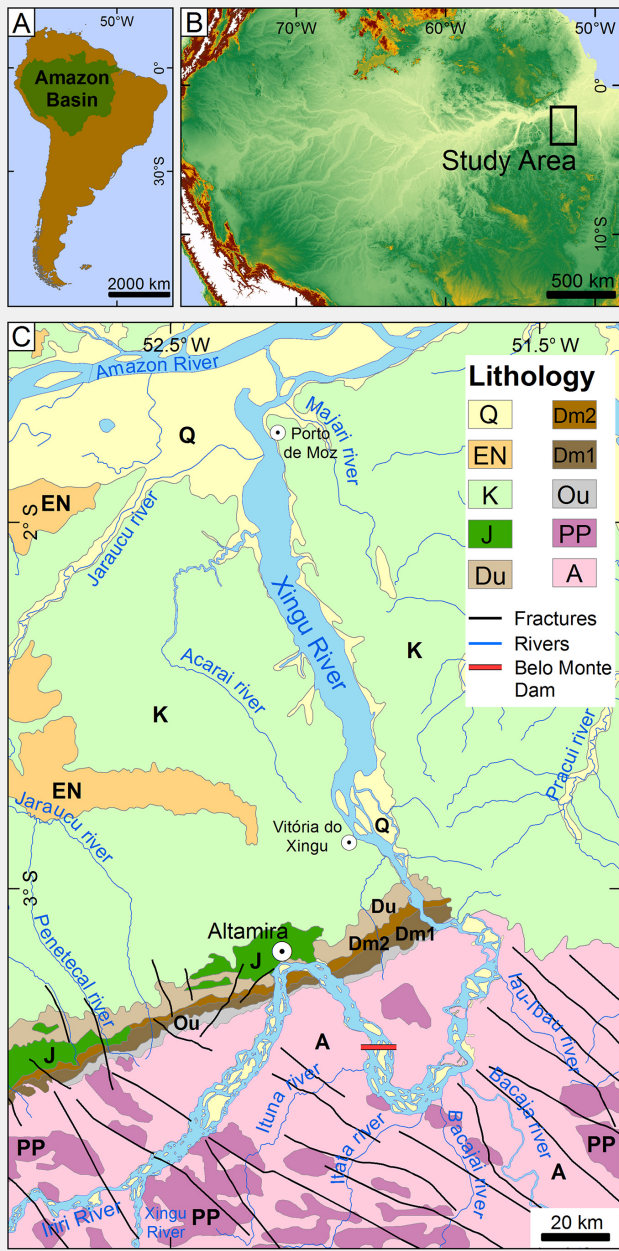 A
50°W
0°
Amazon
Basin
30°S
2000 km
B
70°W
60°W
50°W
0°
Study Area
10°S
500 km
C
52.5° W
51.5° W
Amazon River
Lithology
Q
Dm2
EN
Dm1
K
Ou
J
PP
Du
A
Fractures
Rivers
Belo Monte
Dam
Majari river
Q
Porto
de Moz
EN
2° S
Jaraucu river
Xingu River
K
Acarai river
K
Pracui river
EN
Jaraucu river
Q
Vitória do
Xingu
3° S
Du
Altamira
Dm2
Dm1
J
Penetecal river
Ou
Iau-Ibau river
A
J
Ituna river
Itata river
Bacaja river
Bacajai river
PP
PP
A
PP
Iriri River
Xingu
River
20 km